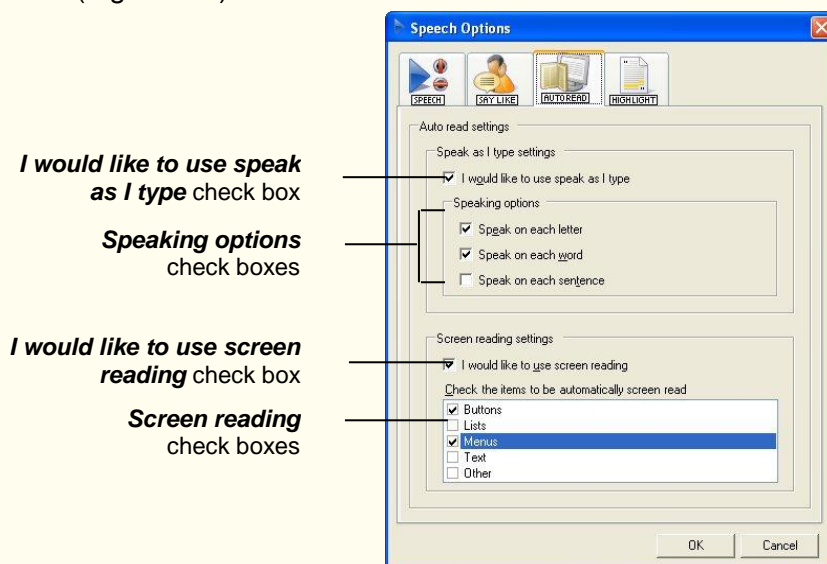 Speech Options
SPEECH
SAY LIKE
AUTOREAD
HIGHLIGHT
Auto read settings
Speak as I type settings
I would like to use speak
as I type check box
I would like to use speak as I type
Speaking options
check boxes
Speaking options
Speak on each letter
Speak on each word
Speak on each sentence
Screen reading settings
I would like to use screen
reading check box
I would like to use screen reading
Check the items to be automatically screen read
Screen reading
check boxes
Buttons
Lists
Menus
Text
Other
OK
Cancel